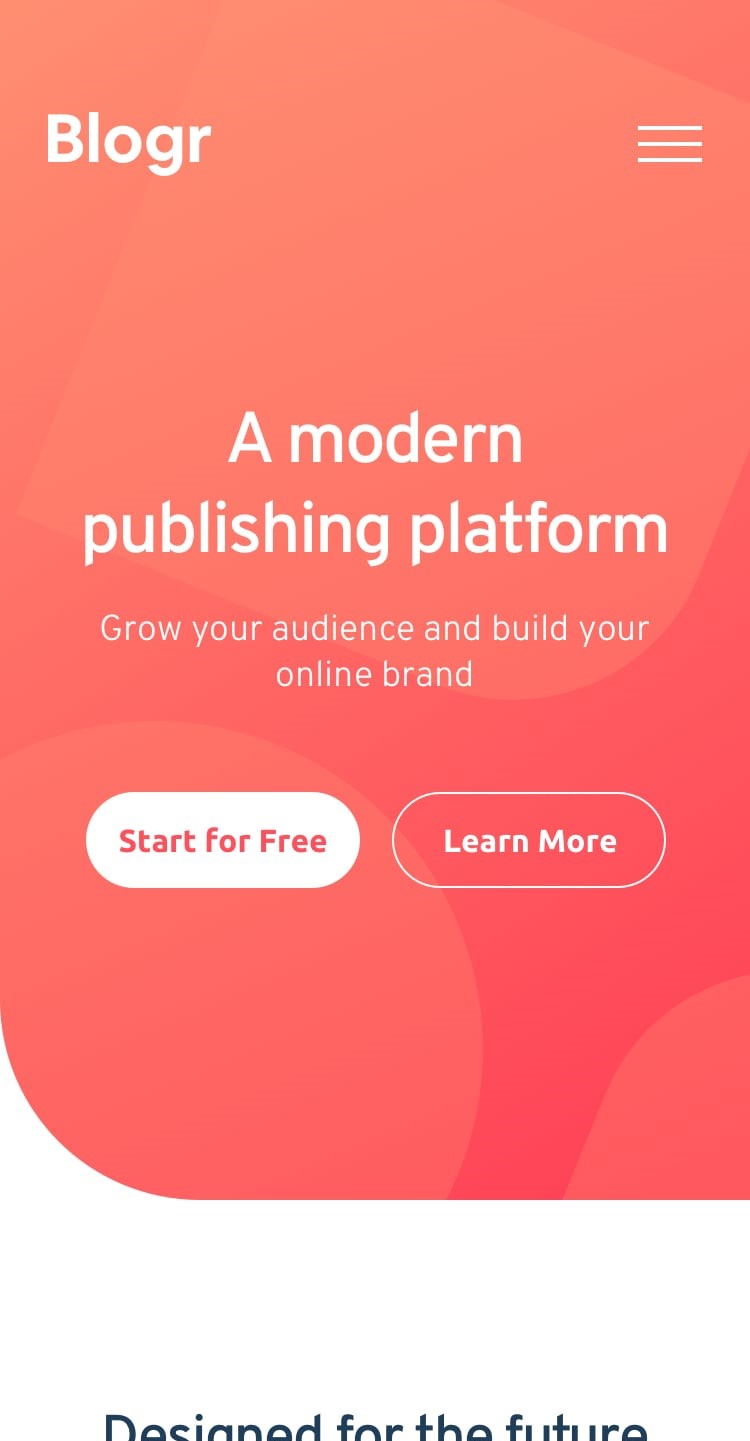 Blogr
A modern
publishing platform
Grow your audience and build your
online brand
Start for Free
Learn More
Designed for the future